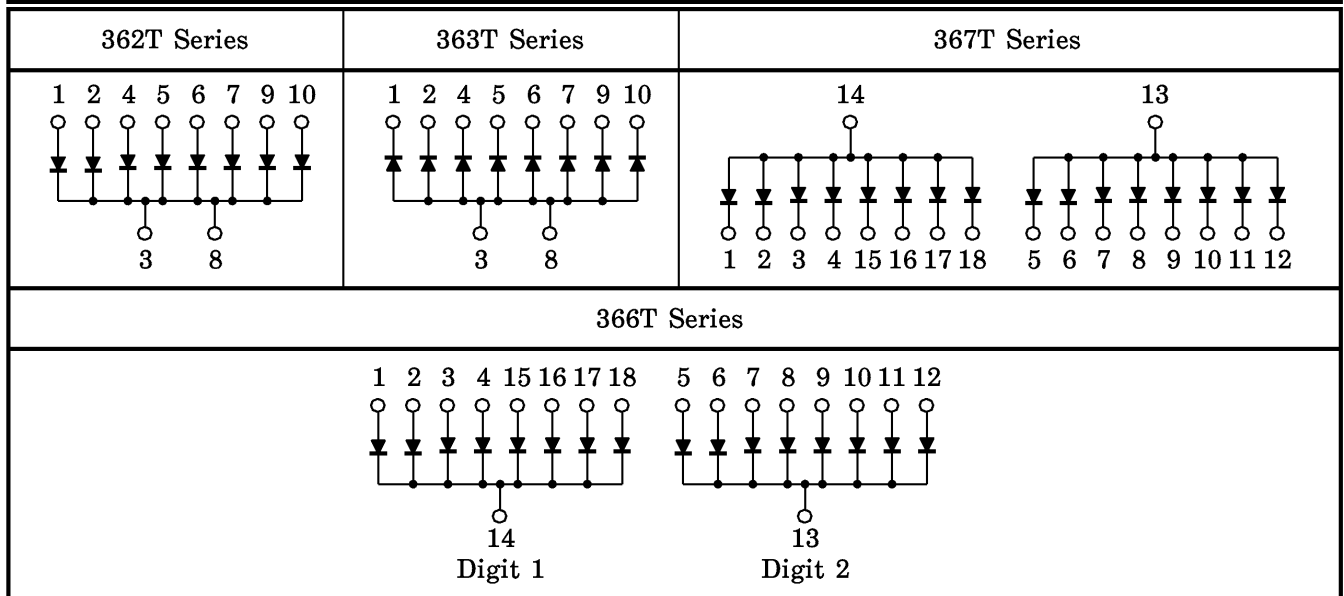 362T Series 363T Series 367T Series
1 2 4 5 6 7 9 10 1 2 4 5 6 7 9 10 14 13
3 8 3 8 1 2 3 4 15 16 17 18 5 6 7 8 9 10 11 12
366T Series
1 2 3 4 15 16 17 18 5 6 7 8 9 10 11 12
14 13
Digit 1 Digit 2